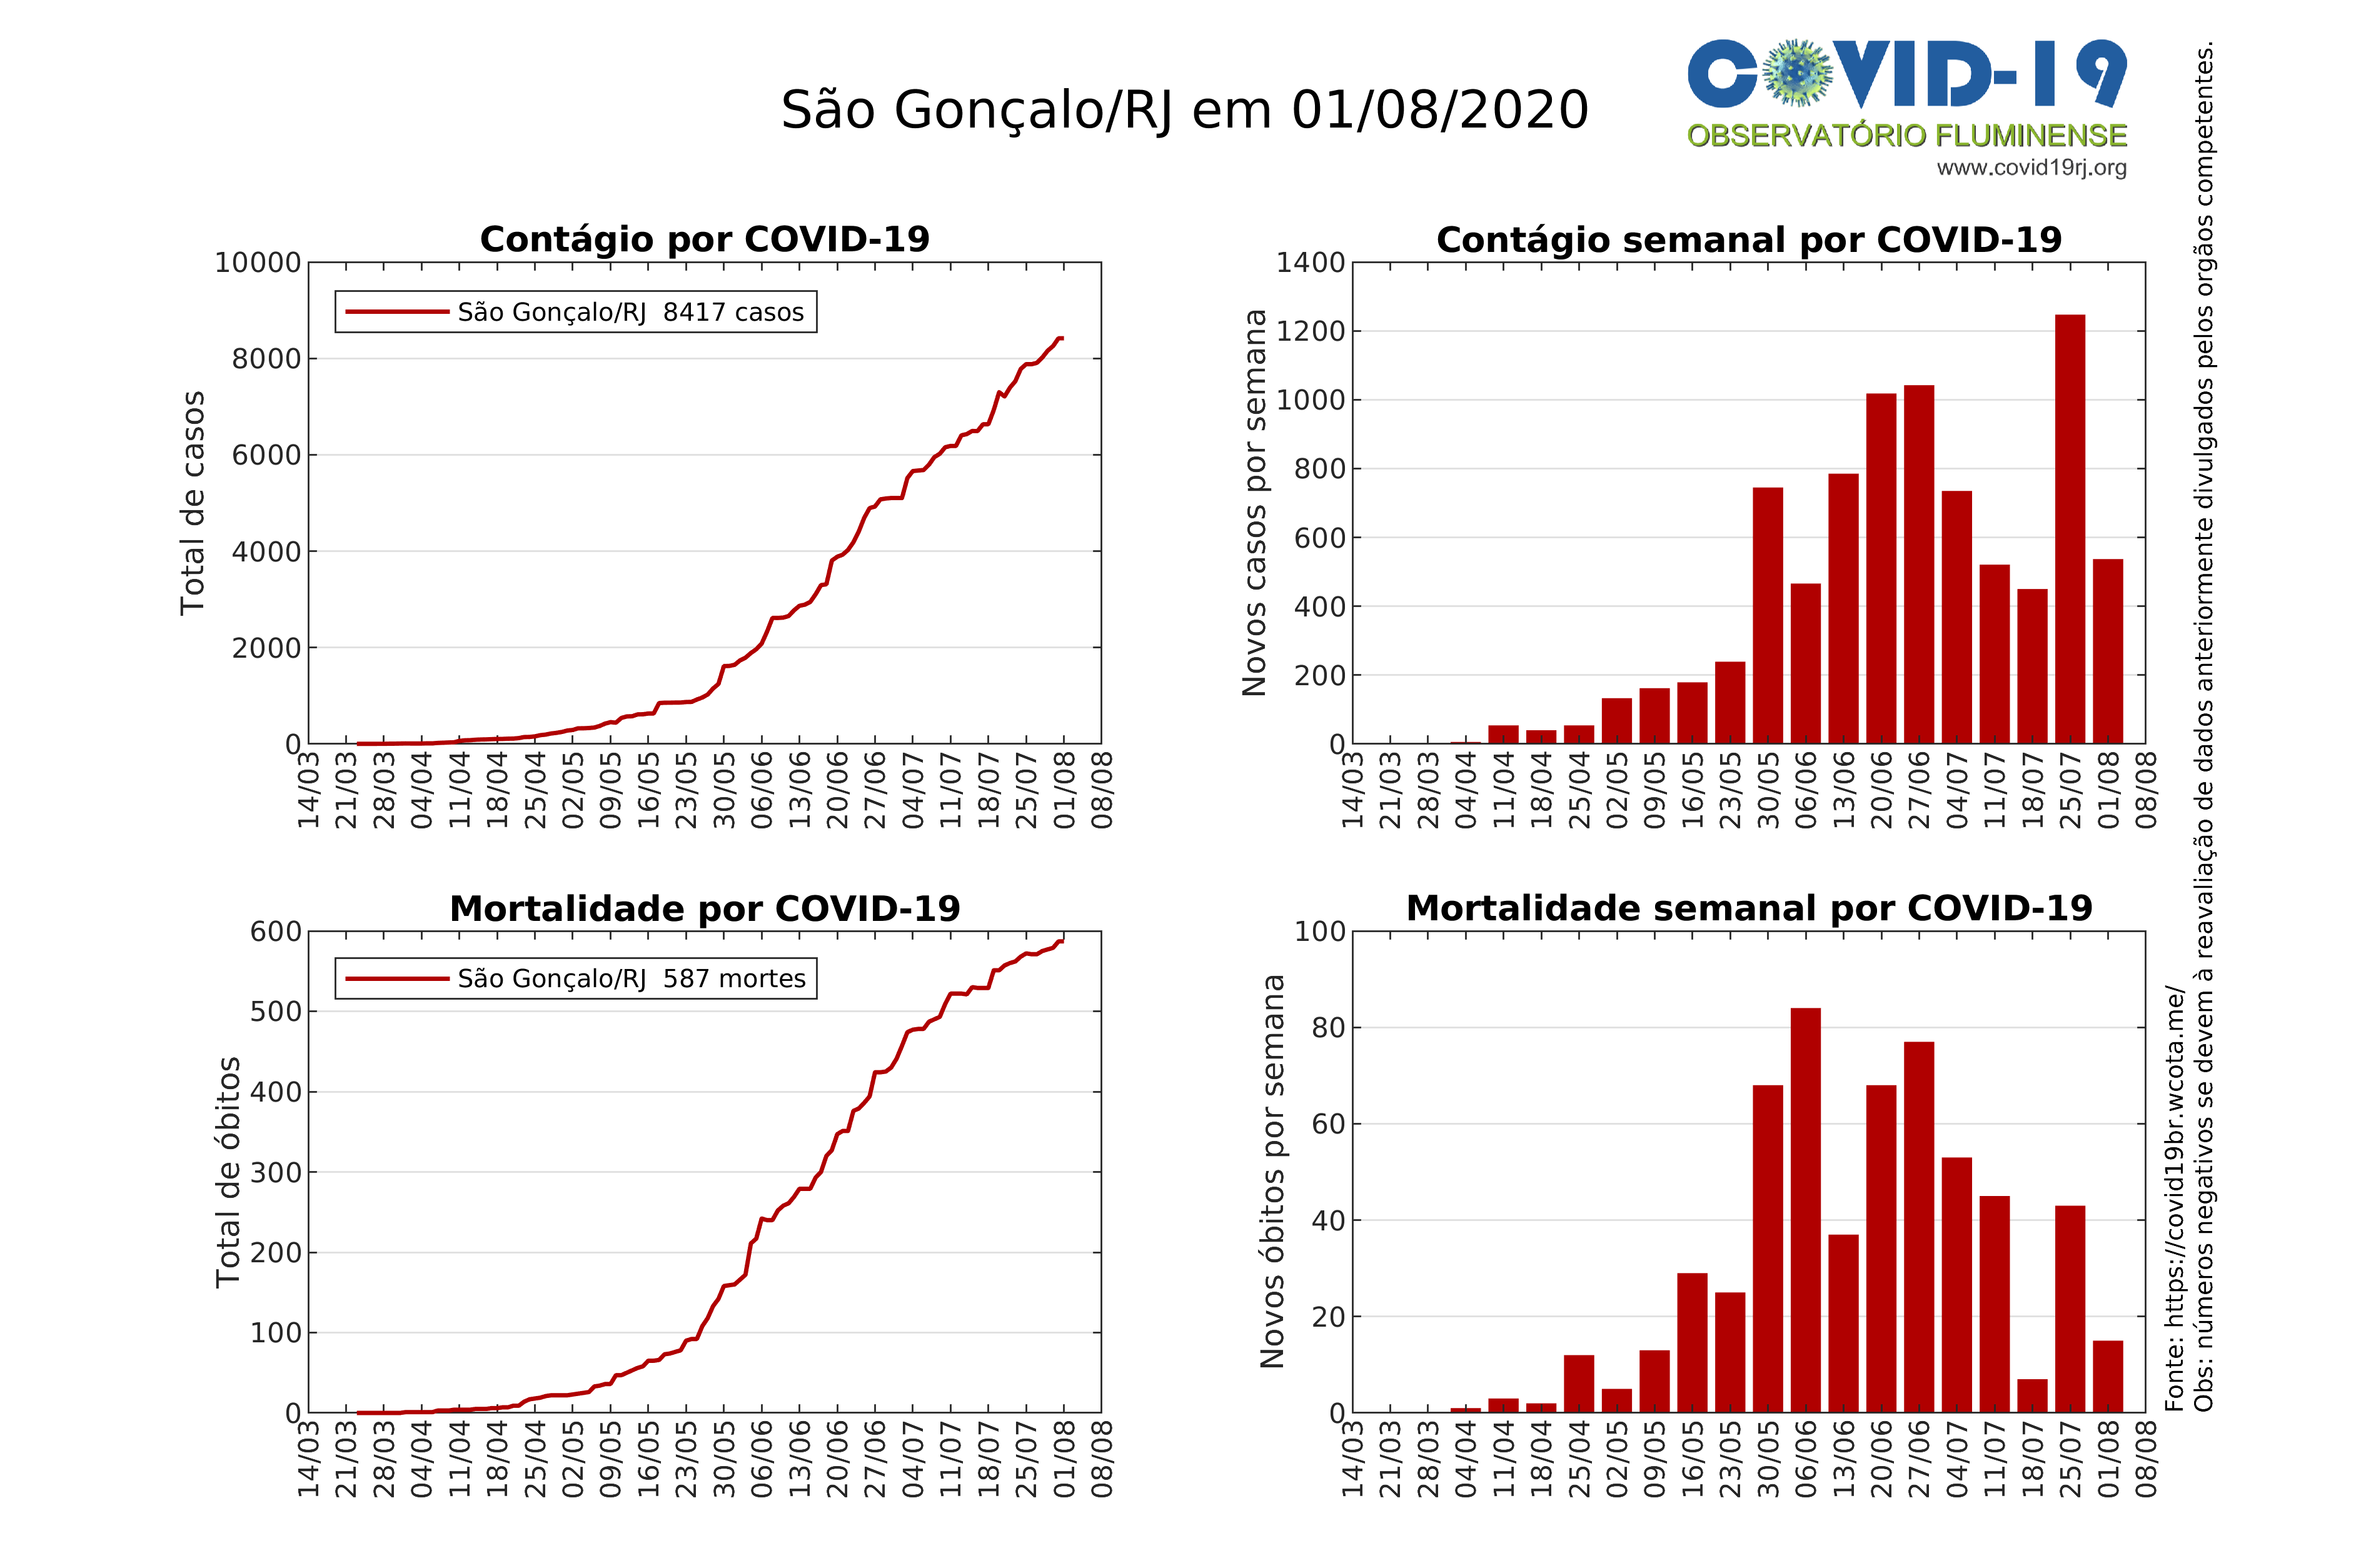 São Gonçalo/RJ em 01/08/2020
COVID-19
OBSERVATÓRIO FLUMINENSE
www.covid19rj.org
Contágio por COVID-19
Total de casos
10000
8000
6000
4000
2000
0
São Gonçalo/RJ 8417 casos
14/03 21/03 28/03 04/04 11/04 18/04 25/04 02/05 09/05 16/05 23/05 30/05 06/06 13/06 20/06 27/06 04/07 11/07 18/07 25/07 01/08 08/08
Contágio semanal por COVID-19
Novos casos por semana
1400
1200
1000
800
600
400
200
0
14/03 21/03 28/03 04/04 11/04 18/04 25/04 02/05 09/05 16/05 23/05 30/05 06/06 13/06 20/06 27/06 04/07 11/07 18/07 25/07 01/08 08/08
Mortalidade por COVID-19
Total de óbitos
600
500
400
300
200
100
0
São Gonçalo/RJ 587 mortes
14/03 21/03 28/03 04/04 11/04 18/04 25/04 02/05 09/05 16/05 23/05 30/05 06/06 13/06 20/06 27/06 04/07 11/07 18/07 25/07 01/08 08/08
Mortalidade semanal por COVID-19
Novos óbitos por semana
100
80
60
40
20
0
14/03 21/03 28/03 04/04 11/04 18/04 25/04 02/05 09/05 16/05 23/05 30/05 06/06 13/06 20/06 27/06 04/07 11/07 18/07 25/07 01/08 08/08
Fonte: https://covid19br.wcota.me/
Obs: números negativos se devem à reavaliação de dados anteriormente divulgados pelos orgãos competentes.